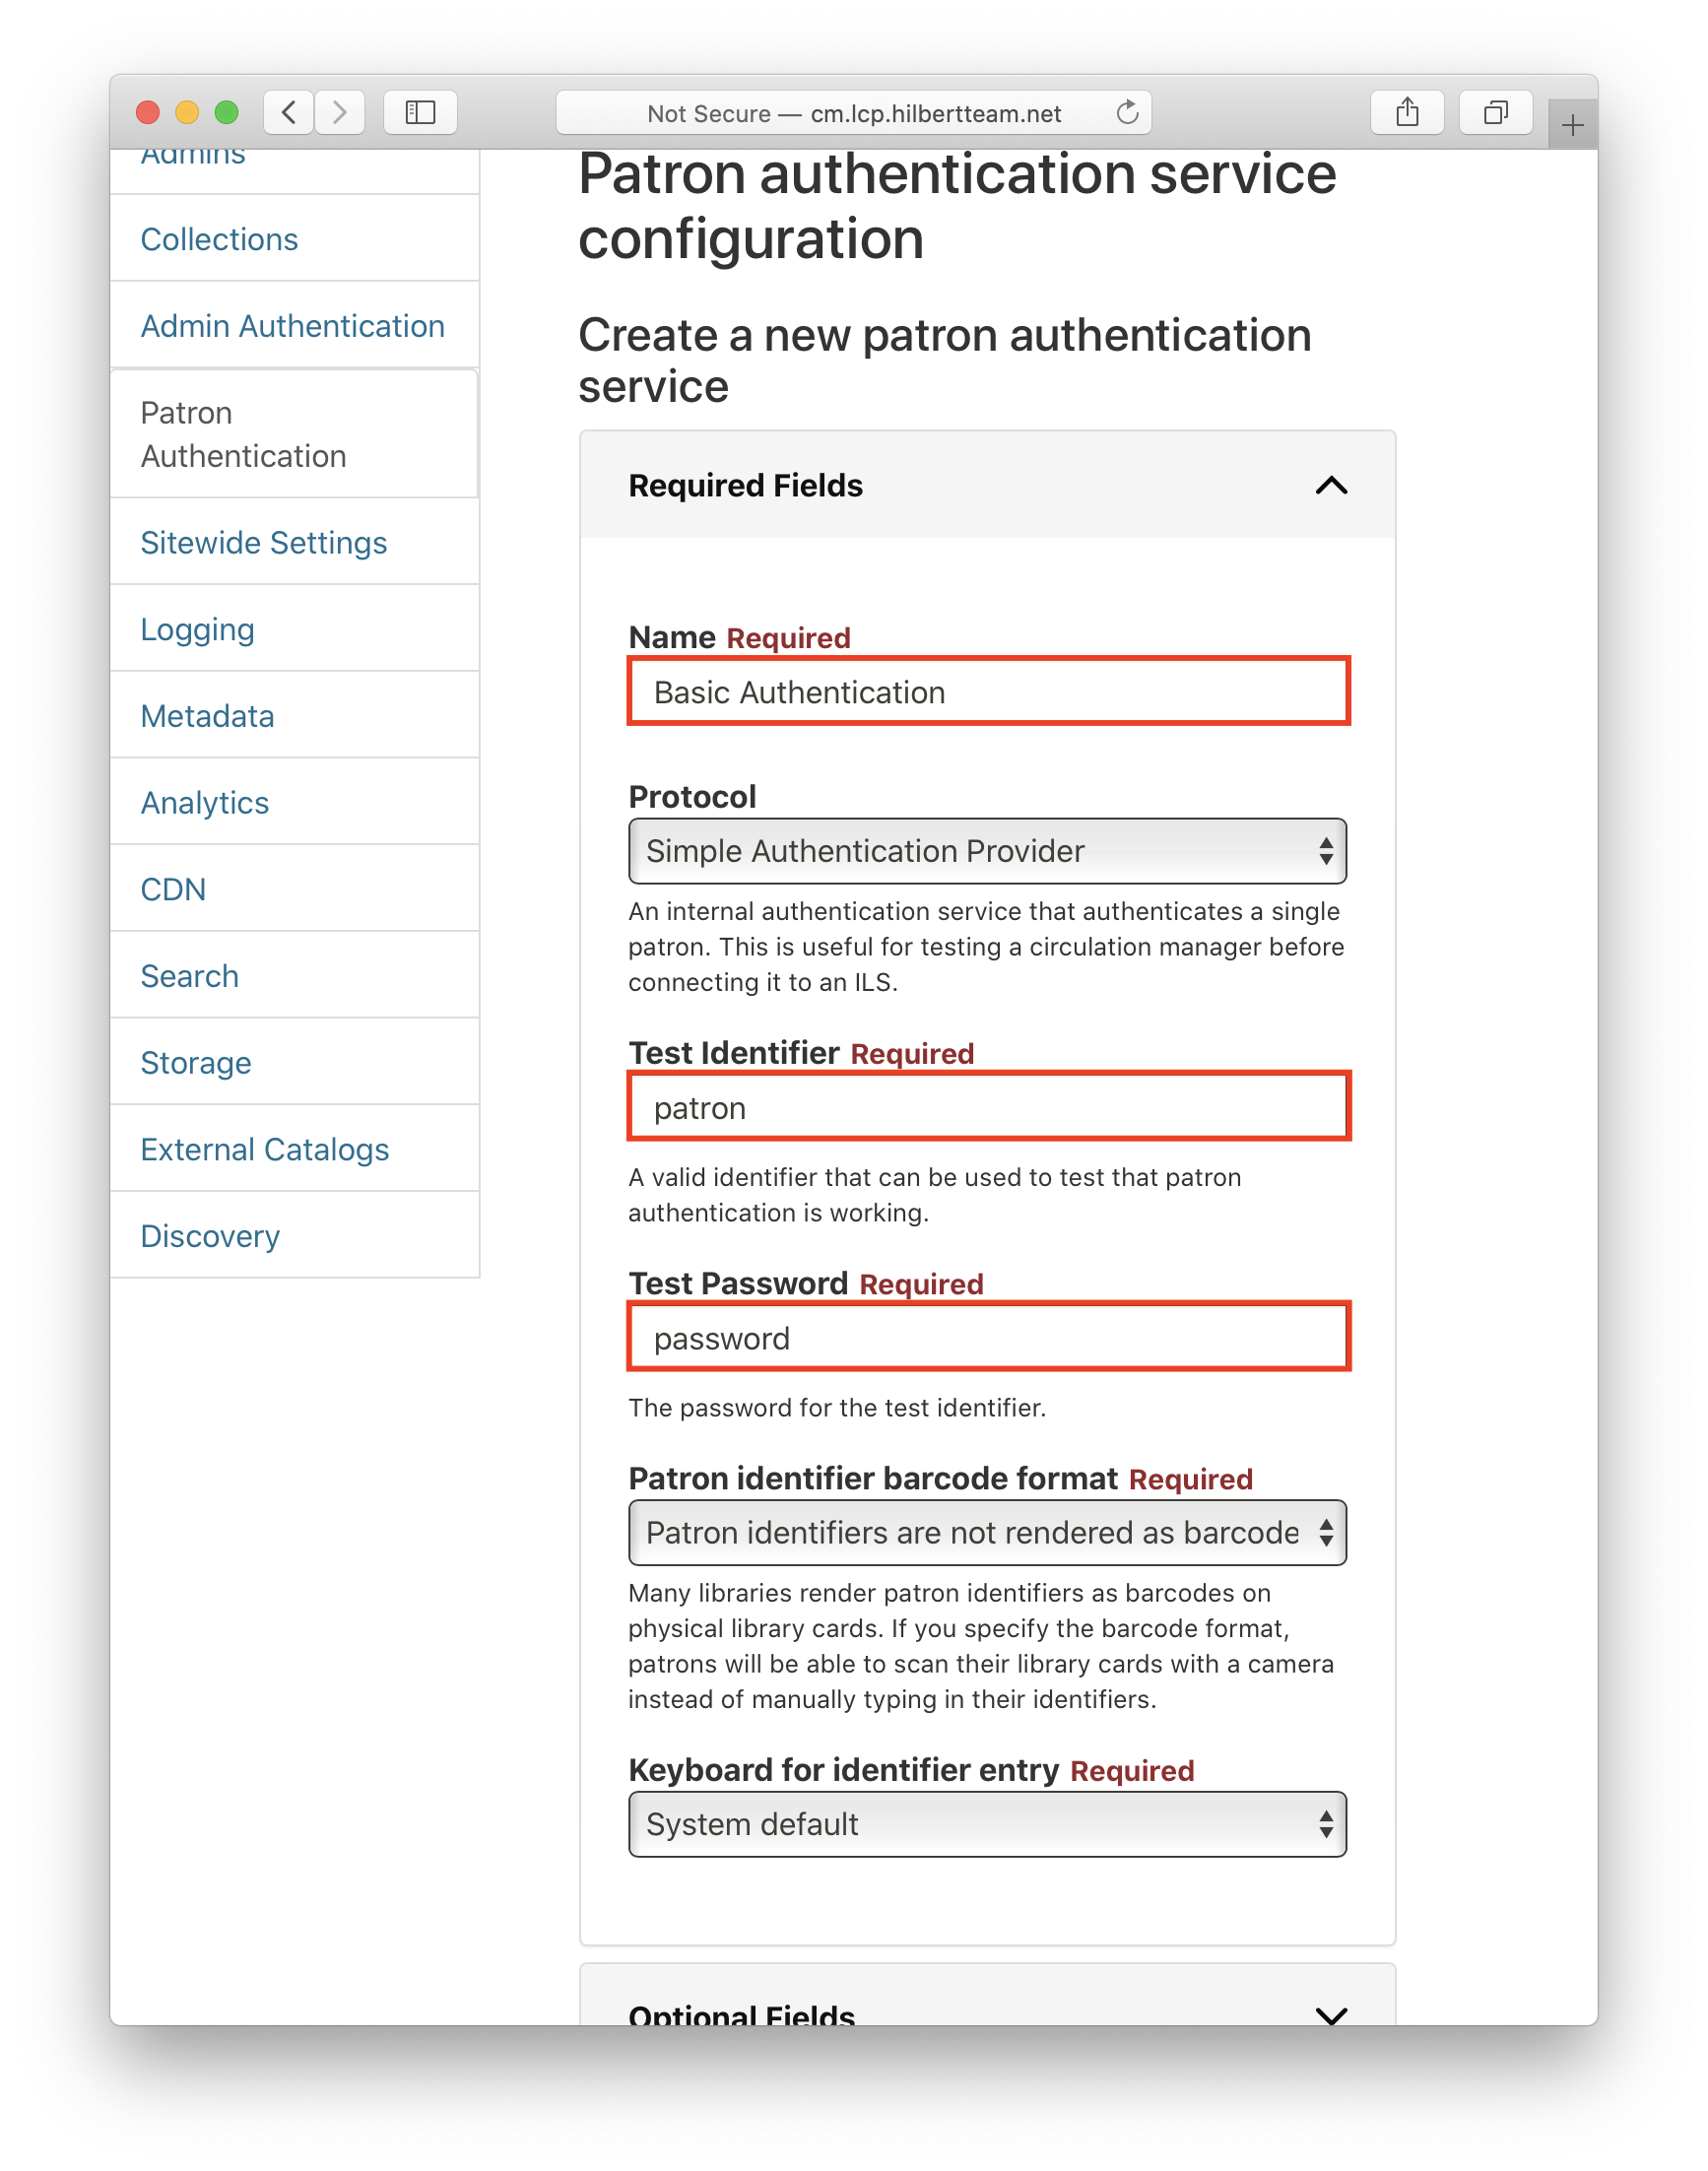 Not Secure — cm.lcp.hilbertteam.net
Admins
Collections
Admin Authentication
Patron
Authentication
Sitewide Settings
Logging
Metadata
Analytics
CDN
Search
Storage
External Catalogs
Discovery
Patron authentication service
configuration
Create a new patron authentication
service
Required Fields
Name Required
Basic Authentication
Protocol
Simple Authentication Provider
An internal authentication service that authenticates a single
patron. This is useful for testing a circulation manager before
connecting it to an ILS.
Test Identifier Required
patron
A valid identifier that can be used to test that patron
authentication is working.
Test Password Required
password
The password for the test identifier.
Patron identifier barcode format Required
Patron identifiers are not rendered as barcode
Many libraries render patron identifiers as barcodes on
physical library cards. If you specify the barcode format,
patrons will be able to scan their library cards with a camera
instead of manually typing in their identifiers.
Keyboard for identifier entry Required
System default
Optional Fields